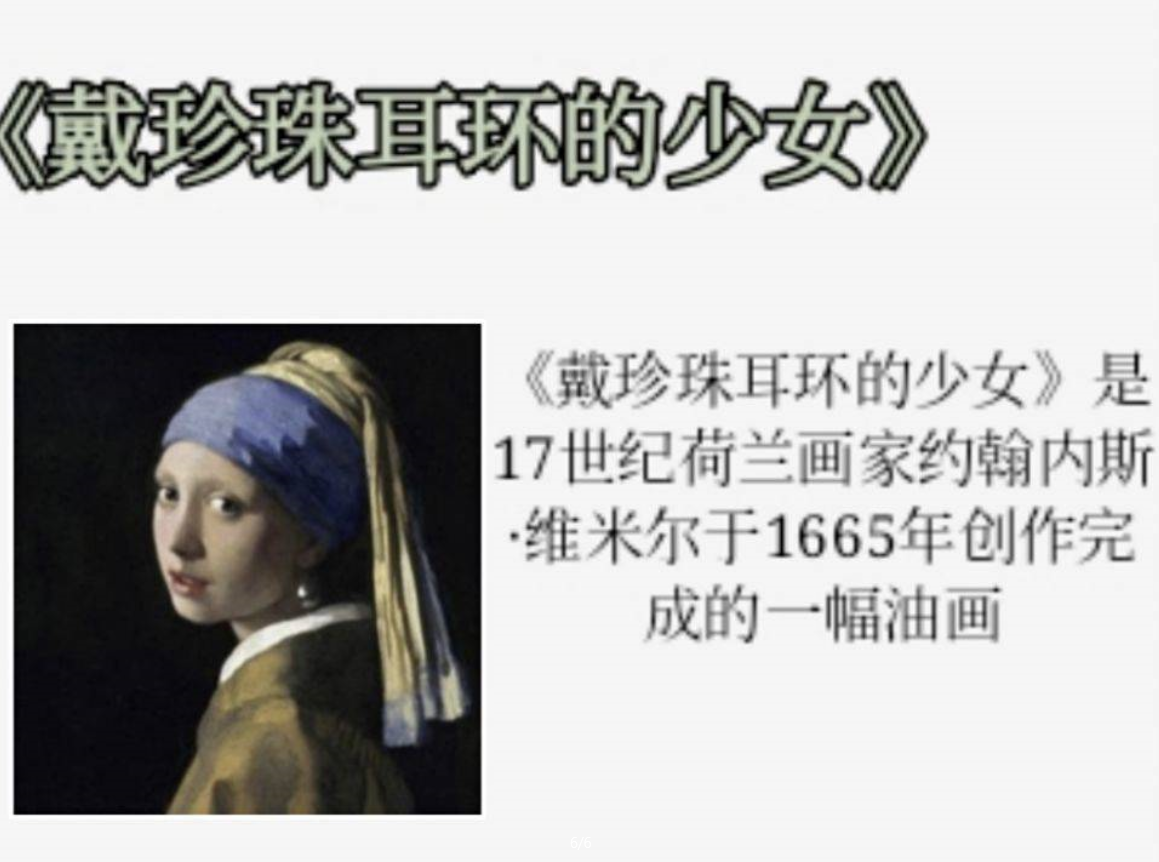 《戴珍珠耳环的少女》
《戴珍珠耳环的少女》是
17世纪荷兰画家约翰内斯
·维米尔于1665年创作完
成的一幅油画
6/6